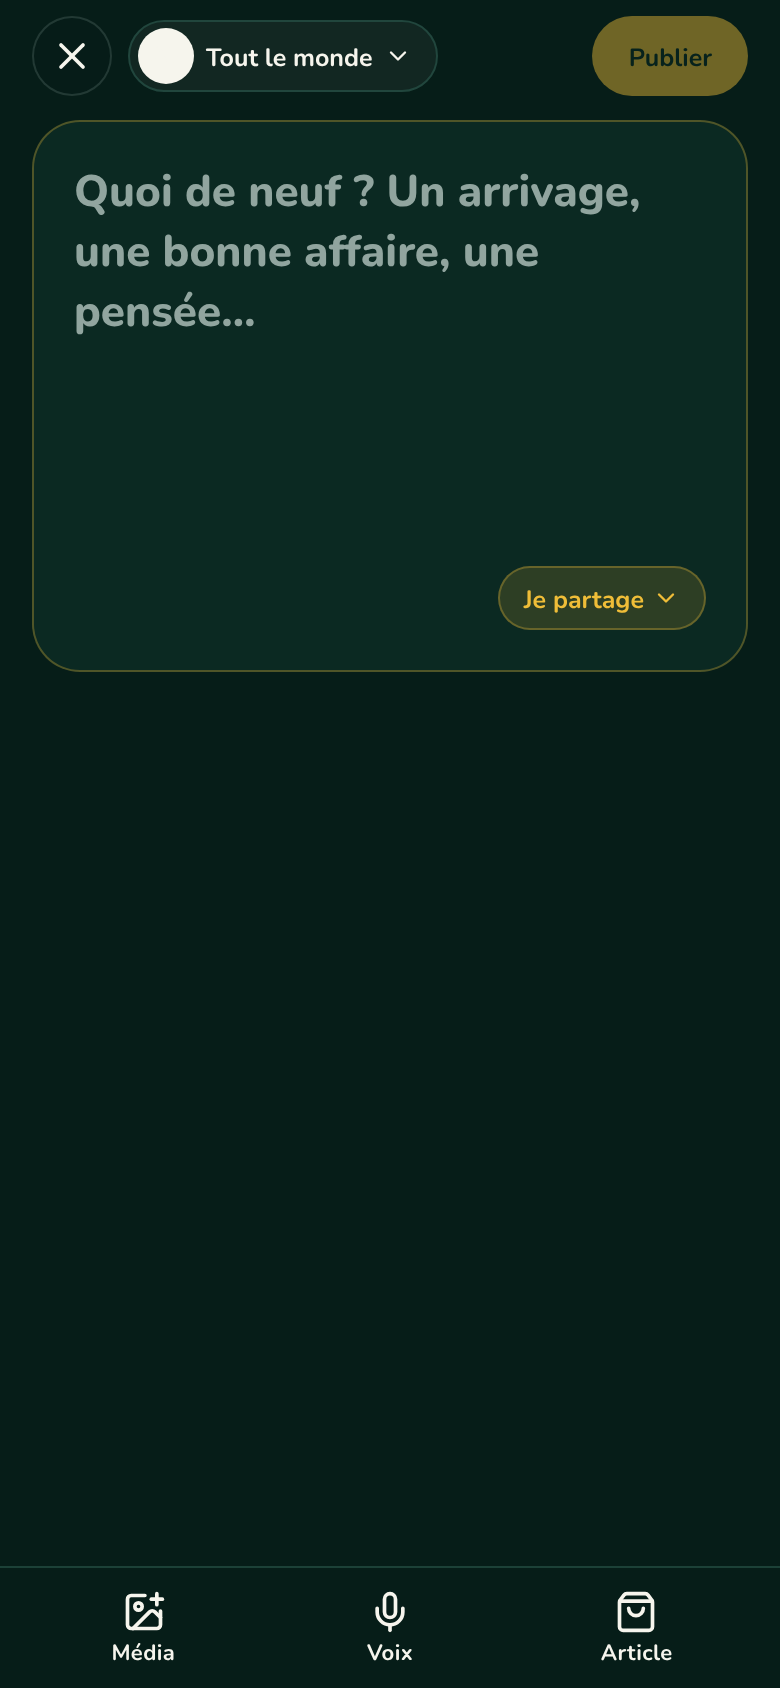 Tout le monde
Publier
Quoi de neuf ? Un arrivage,
une bonne affaire, une
pensée...
Je partage
Média
Voix
Article